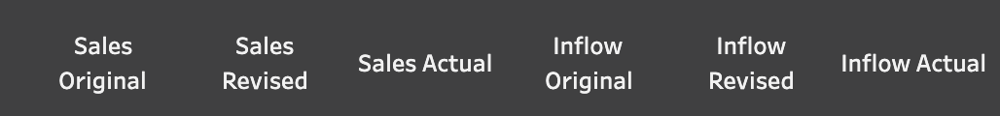 Sales
Original
Sales
Revised
Sales Actual
Inflow
Original
Inflow
Revised
Inflow Actual